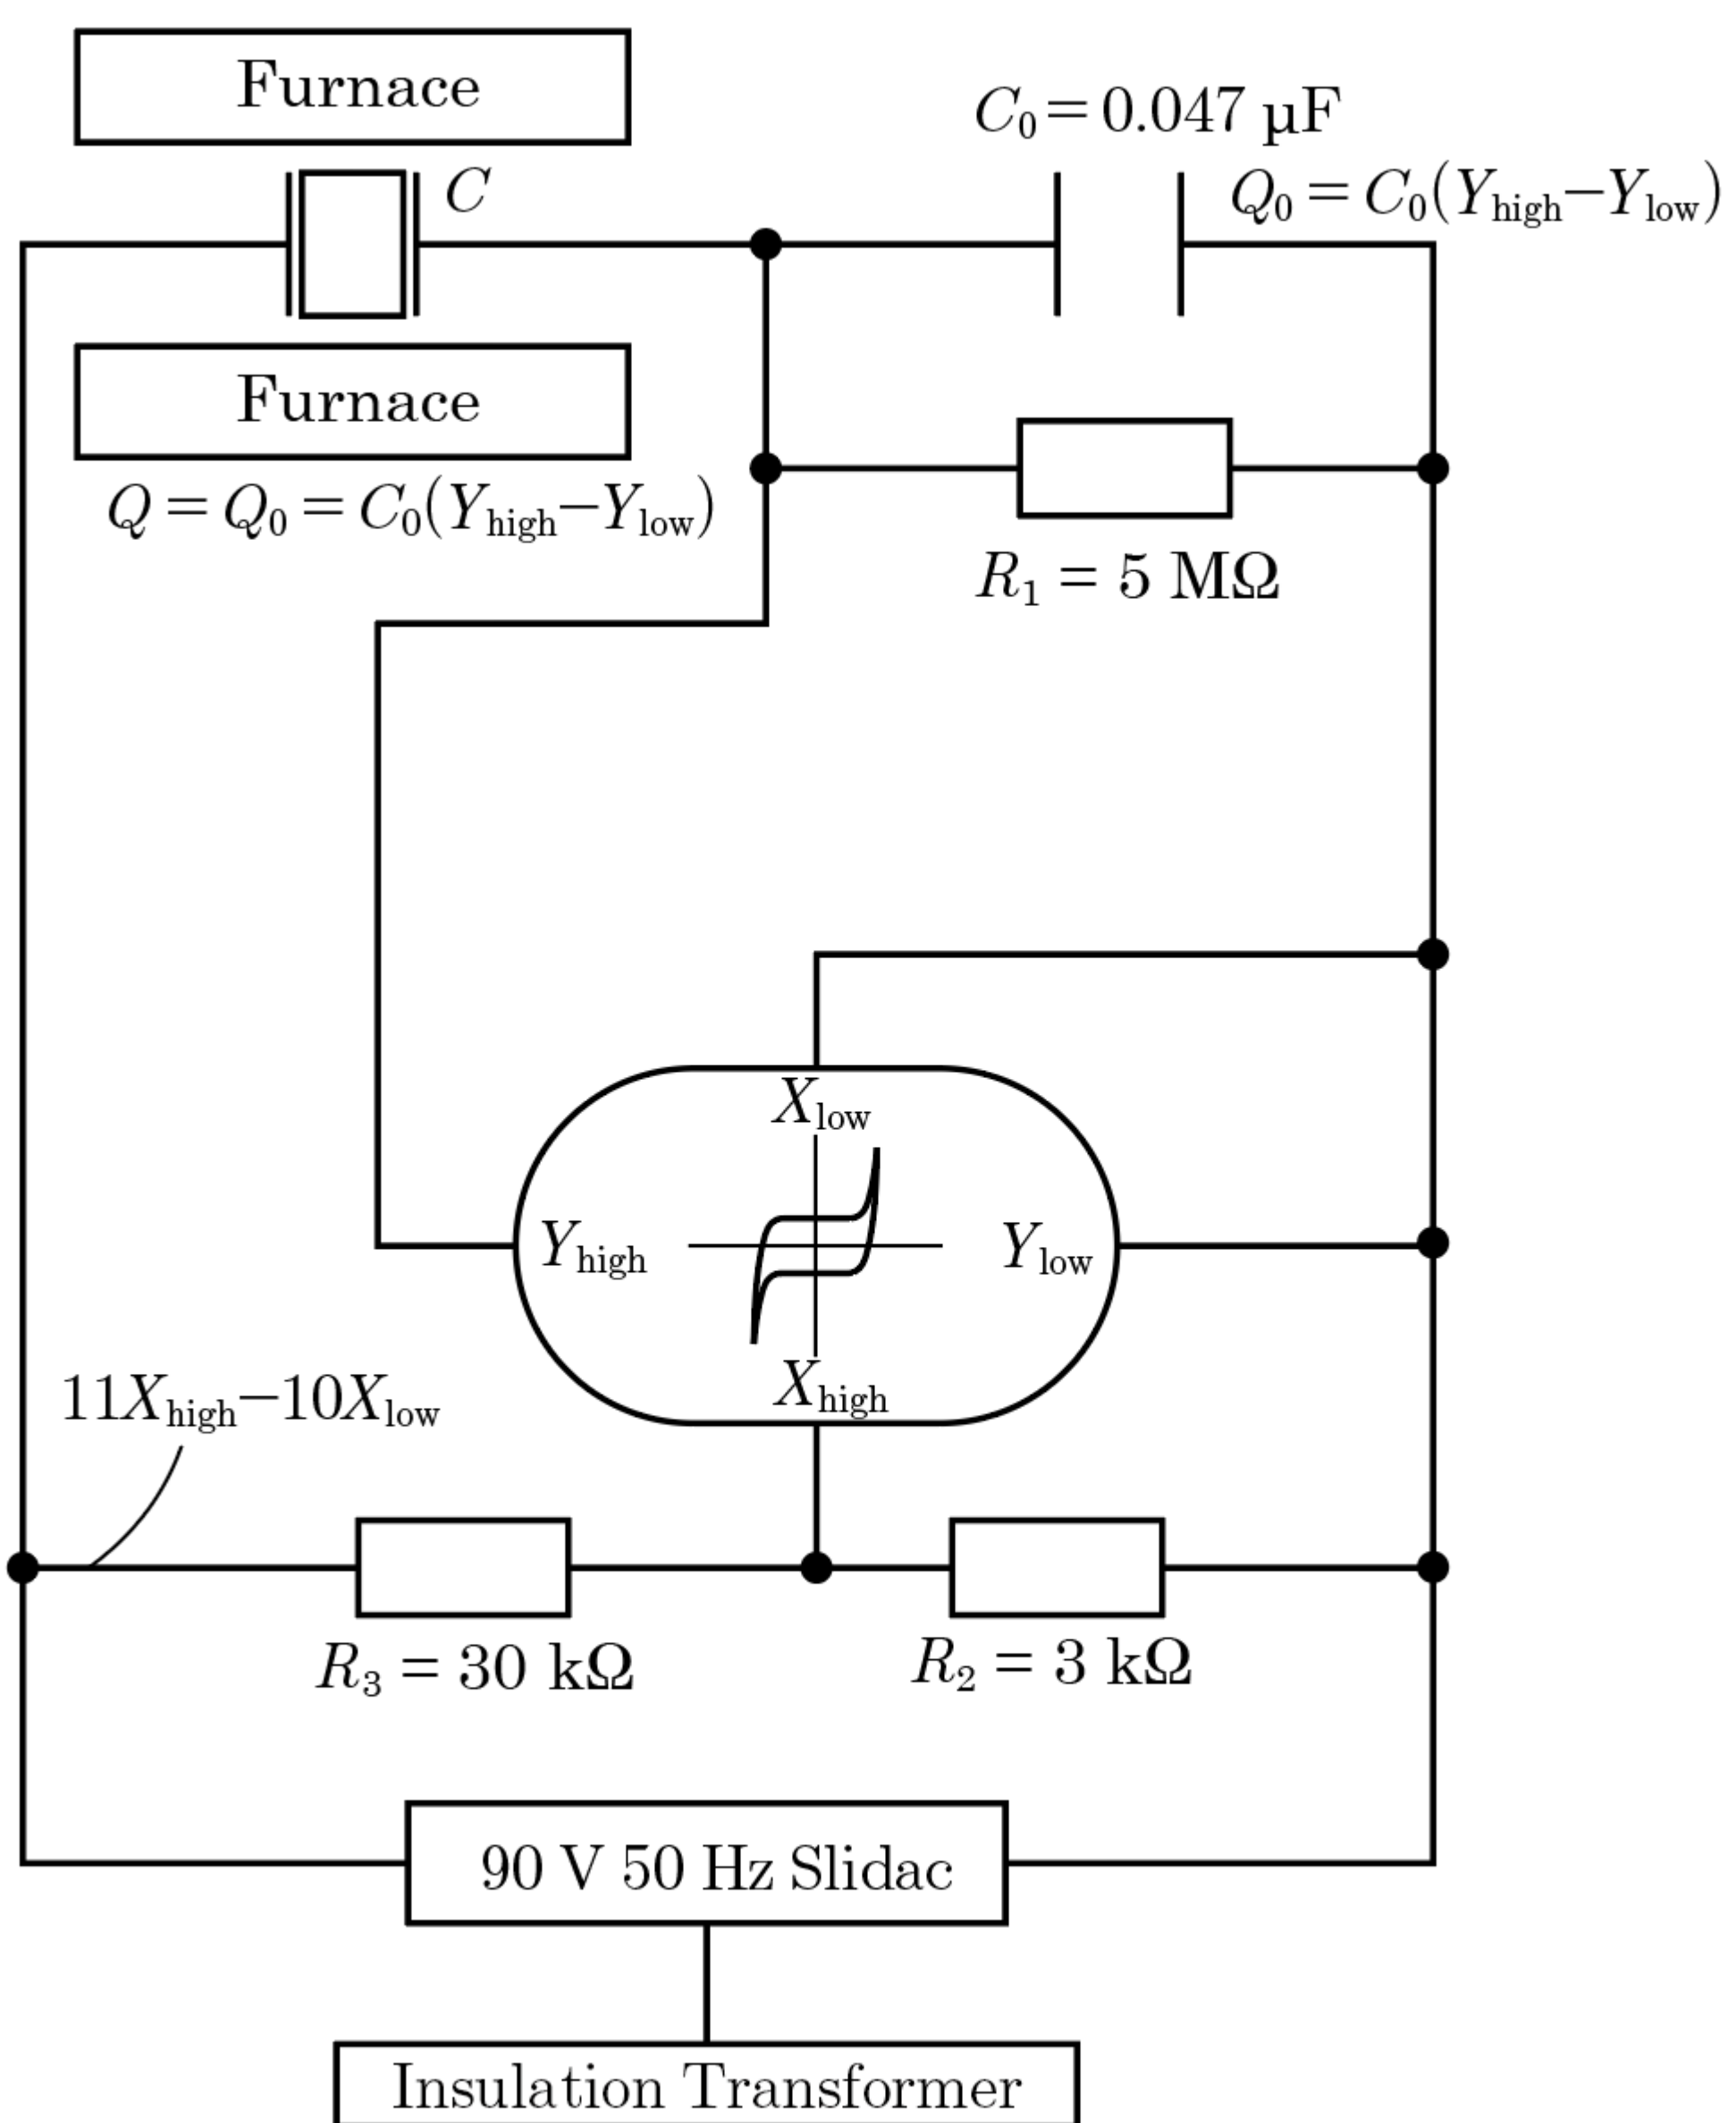 Furnace
C₀ = 0.047 µF
C
Q₀ = C₀(Y_high−Y_low)
Furnace
Q = Q₀ = C₀(Y_high−Y_low)
R₁ = 5 MΩ
X_low
Y_high
Y_low
X_high
11X_high−10X_low
R₃ = 30 kΩ
R₂ = 3 kΩ
90 V 50 Hz Slidac
Insulation Transformer